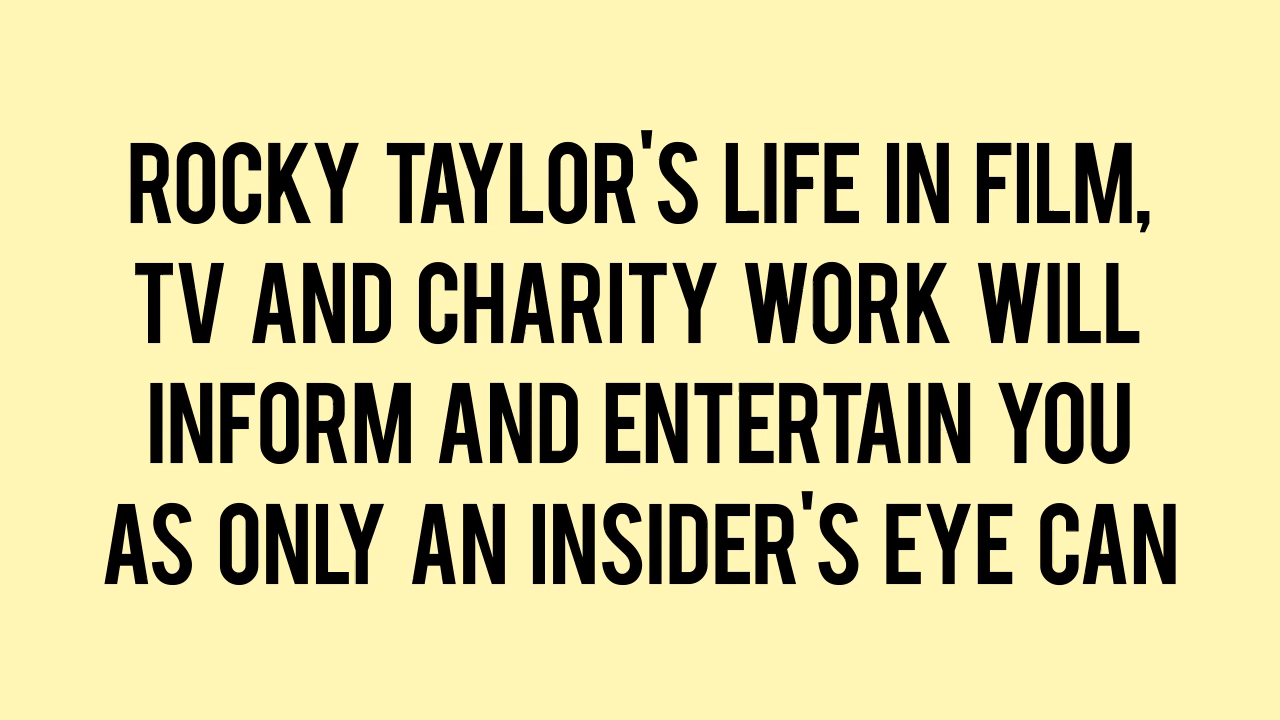 ROCKY TAYLOR'S LIFE IN FILM,
TV AND CHARITY WORK WILL
INFORM AND ENTERTAIN YOU
AS ONLY AN INSIDER'S EYE CAN